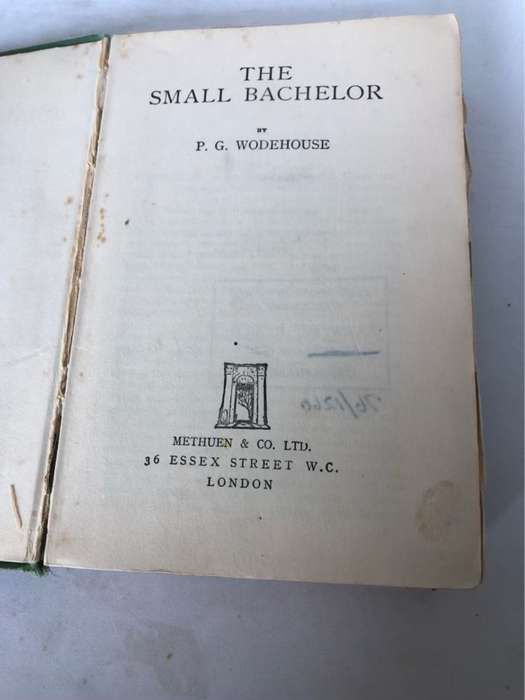 THE
SMALL BACHELOR
BY
P. G. WODEHOUSE
METHUEN & CO. LTD.
36 ESSEX STREET W.C.
LONDON